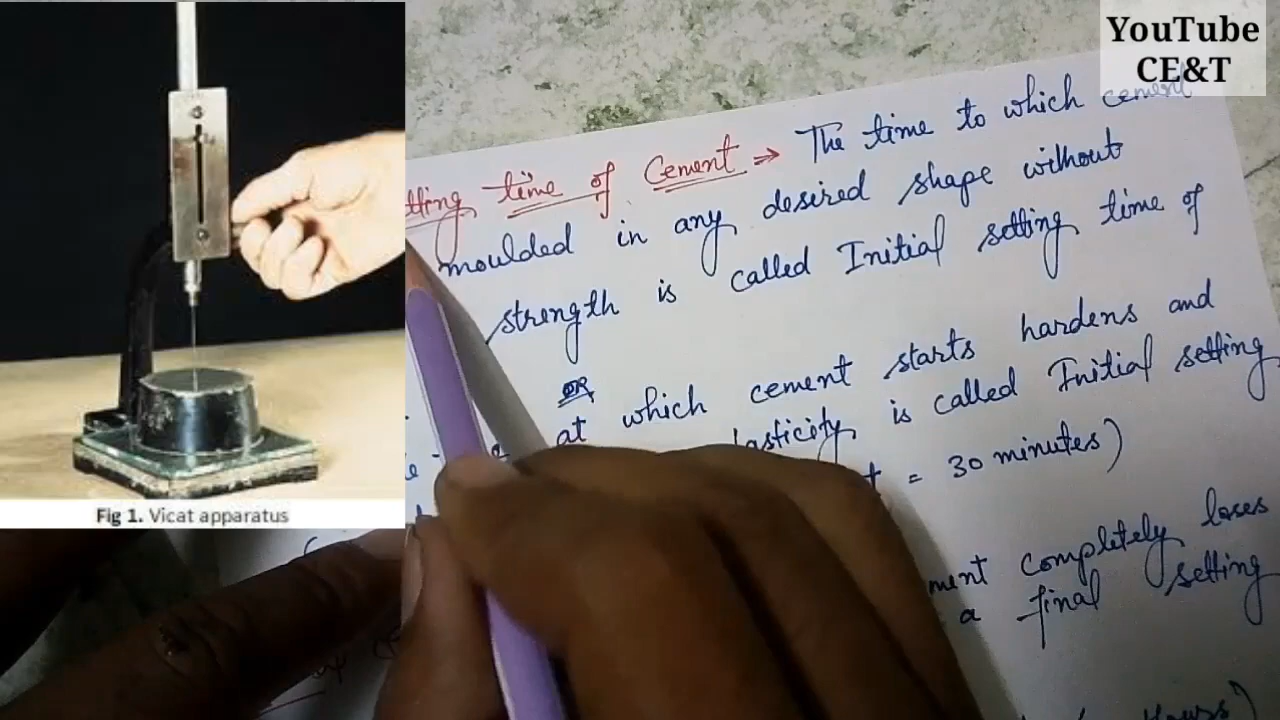 YouTube
CE&T
tting time of Cement ⇒ The time to which cement
moulded in any desired shape without
strength is called Initial setting time of
OR
at which cement starts hardens and
lasticity is called Initial setting
= 30 minutes)
ment completely loses
a final setting
Hours)
Fig 1. Vicat apparatus